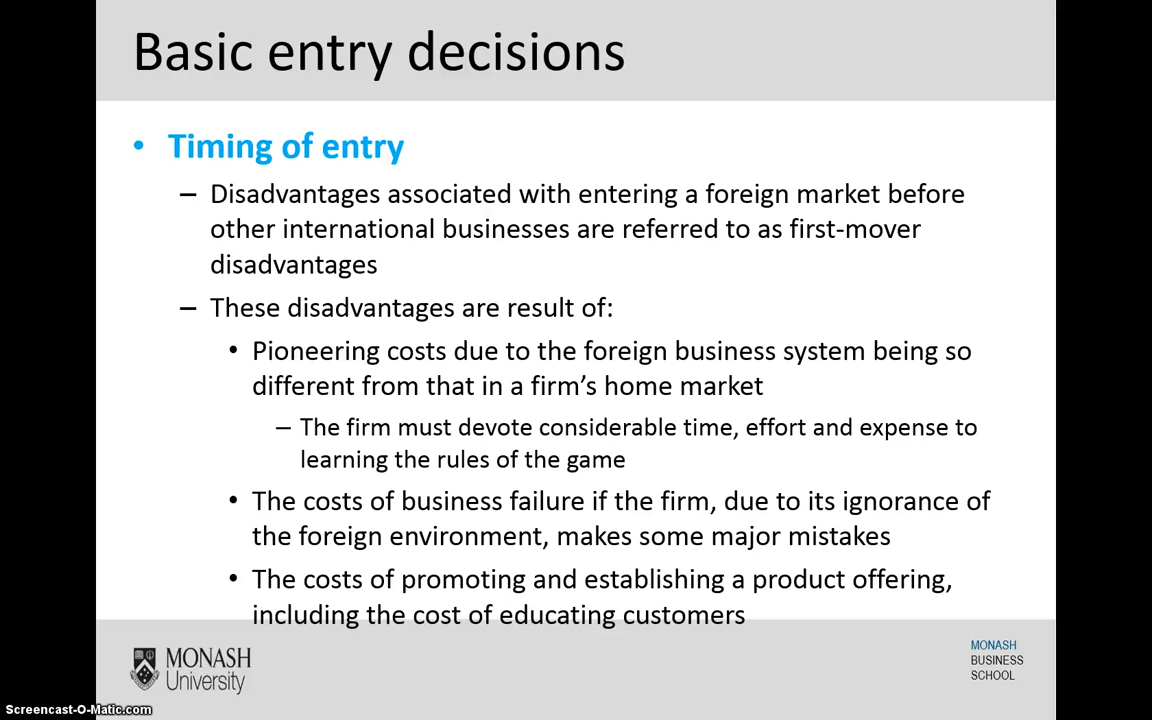 Basic entry decisions
• Timing of entry
– Disadvantages associated with entering a foreign market before
other international businesses are referred to as first-mover
disadvantages
– These disadvantages are result of:
• Pioneering costs due to the foreign business system being so
different from that in a firm's home market
– The firm must devote considerable time, effort and expense to
learning the rules of the game
• The costs of business failure if the firm, due to its ignorance of
the foreign environment, makes some major mistakes
• The costs of promoting and establishing a product offering,
including the cost of educating customers
MONASH
University
MONASH
BUSINESS
SCHOOL
Screencast-O-Matic.com